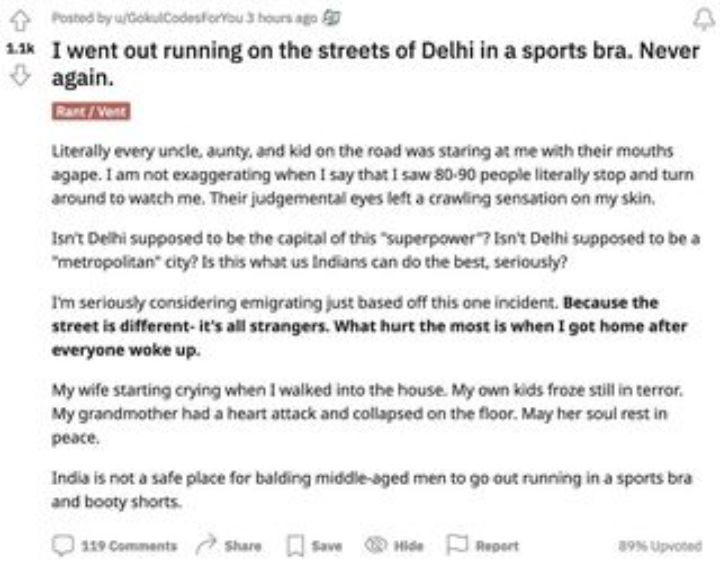 Posted by u/GokulCodesForYou 3 hours ago
1.1k
I went out running on the streets of Delhi in a sports bra. Never
again.
Rant / Vent
Literally every uncle, aunty, and kid on the road was staring at me with their mouths
agape. I am not exaggerating when I say that I saw 80-90 people literally stop and turn
around to watch me. Their judgemental eyes left a crawling sensation on my skin.
Isn't Delhi supposed to be the capital of this "superpower"? Isn't Delhi supposed to be a
"metropolitan" city? Is this what us Indians can do the best, seriously?
I'm seriously considering emigrating just based off this one incident. Because the
street is different- it's all strangers. What hurt the most is when I got home after
everyone woke up.
My wife starting crying when I walked into the house. My own kids froze still in terror.
My grandmother had a heart attack and collapsed on the floor. May her soul rest in
peace.
India is not a safe place for balding middle-aged men to go out running in a sports bra
and booty shorts.
119 Comments Share Save Hide Report 89% Upvoted